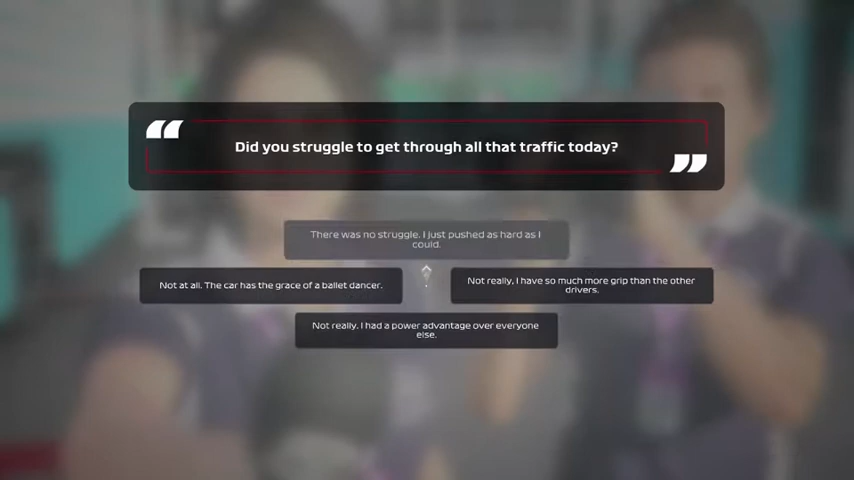 Did you struggle to get through all that traffic today?
There was no struggle. I just pushed as hard as I
could.
Not at all. The car has the grace of a ballet dancer.
Not really, I have so much more grip than the other
drivers.
Not really. I had a power advantage over everyone
else.